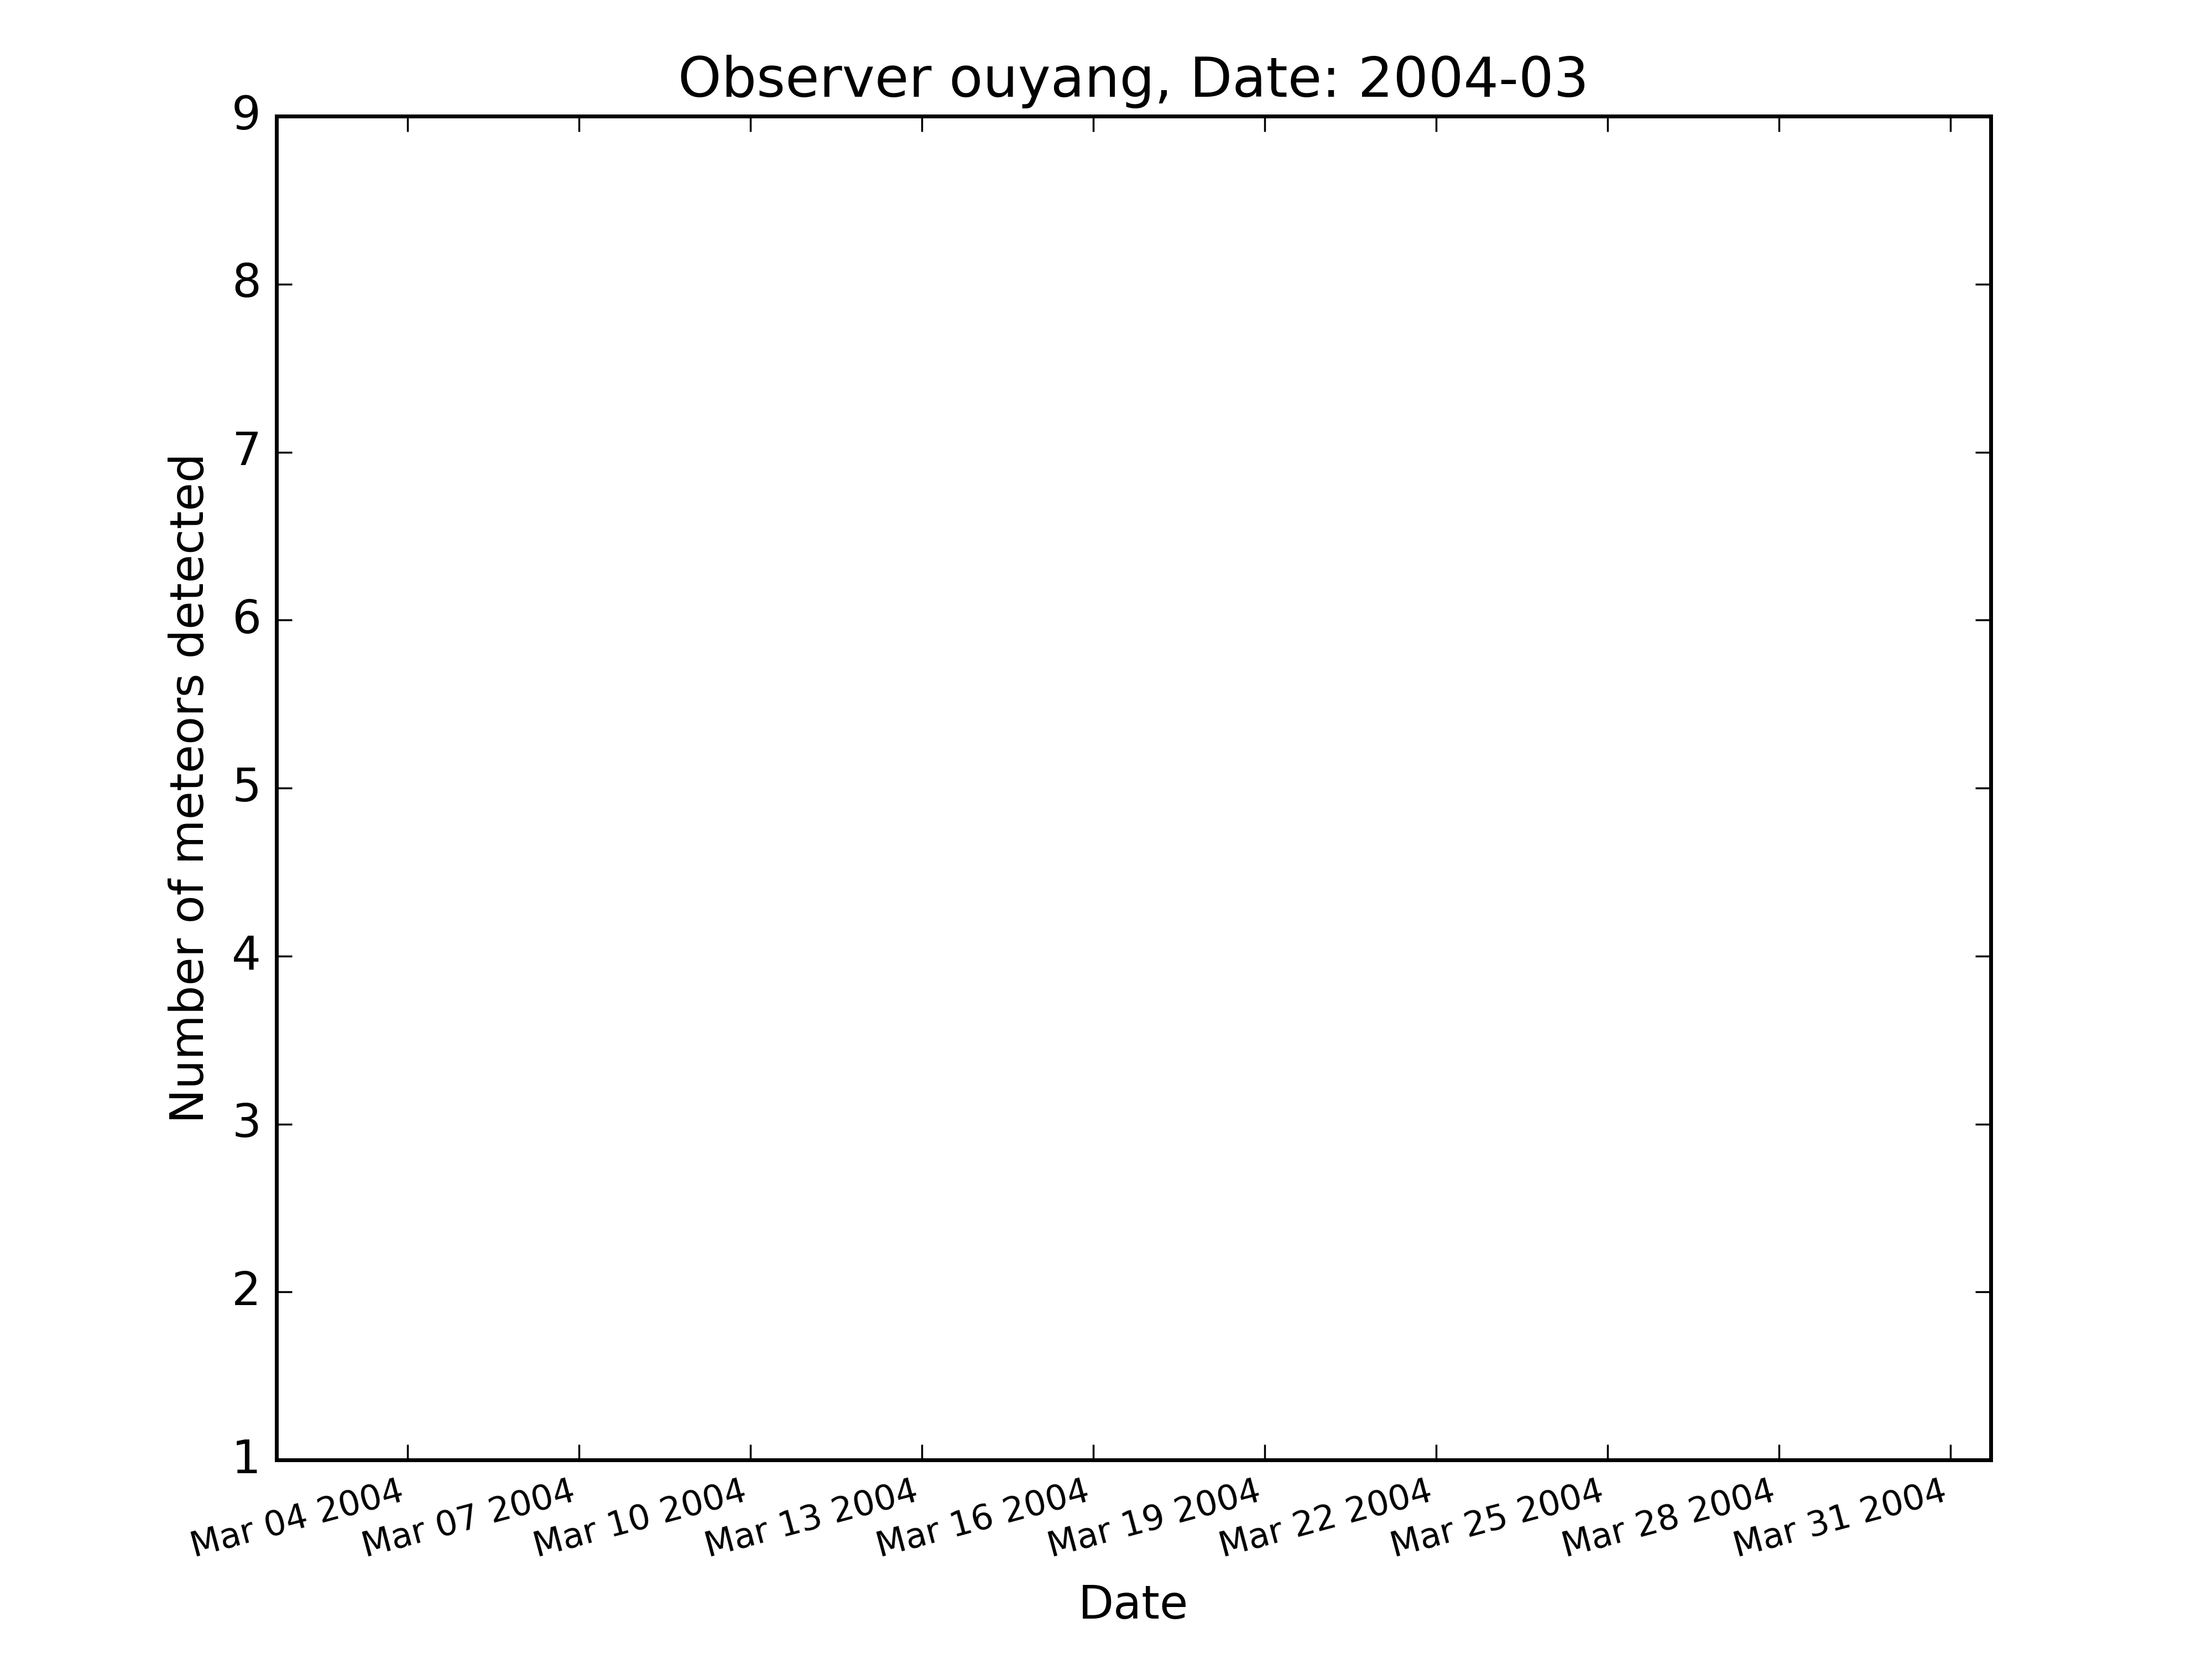 Observer ouyang, Date: 2004-03
9
8
7
6
5
4
3
2
1
Number of meteors detected
Mar 04 2004
Mar 07 2004
Mar 10 2004
Mar 13 2004
Mar 16 2004
Mar 19 2004
Mar 22 2004
Mar 25 2004
Mar 28 2004
Mar 31 2004
Date